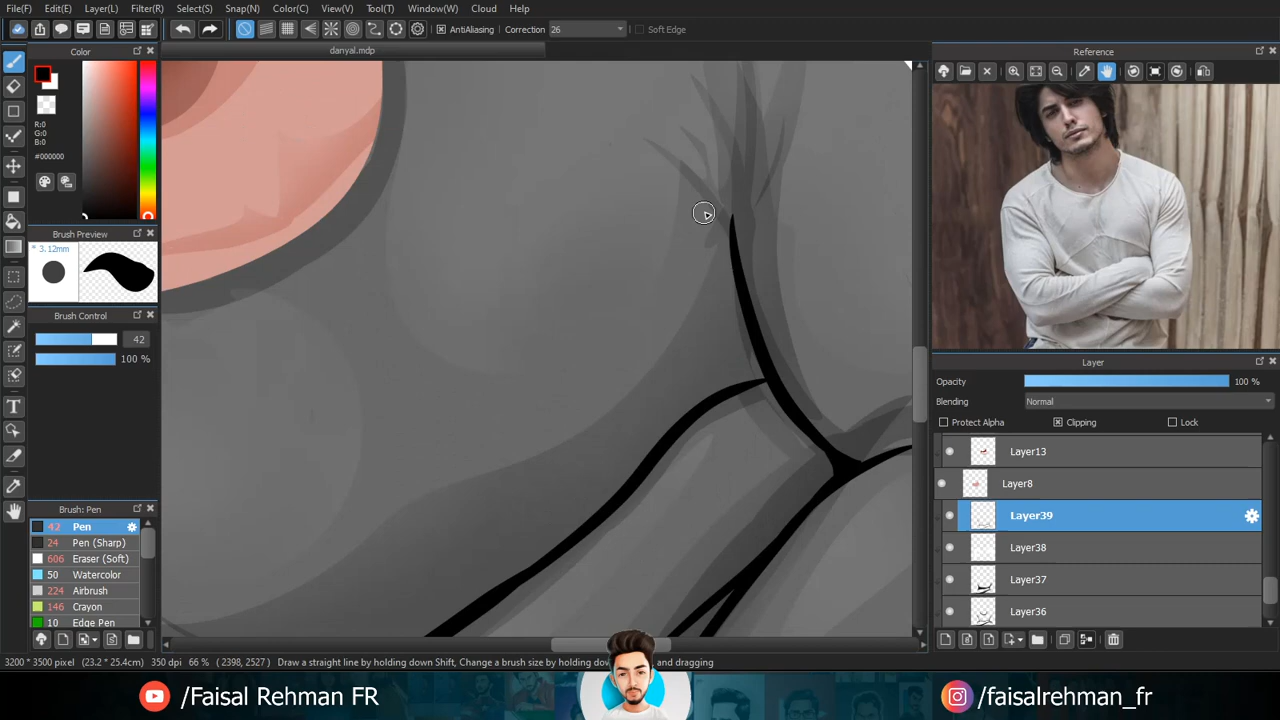 File(F) Edit(E) Layer(L) Filter(R) Select(S) Snap(N) Color(C) View(V) Tool(T) Window(W) Cloud Help
AntiAliasing Correction 26 Soft Edge
Color
danyal.mdp
Reference
R:0
G:0
B:0
#000000
Brush Preview
* 3.12mm
Brush Control
42
100 %
Layer
Opacity 100 %
Blending Normal
Protect Alpha Clipping Lock
Layer13
Layer8
Layer39
Layer38
Layer37
Layer36
Brush: Pen
42 Pen
24 Pen (Sharp)
606 Eraser (Soft)
50 Watercolor
224 Airbrush
146 Crayon
10 Edge Pen
3200 * 3500 pixel (23.2 * 25.4cm) 350 dpi 66 % ( 2398, 2527) Draw a straight line by holding down Shift, Change a brush size by holding dow and dragging
/Faisal Rehman FR
/faisalrehman_fr